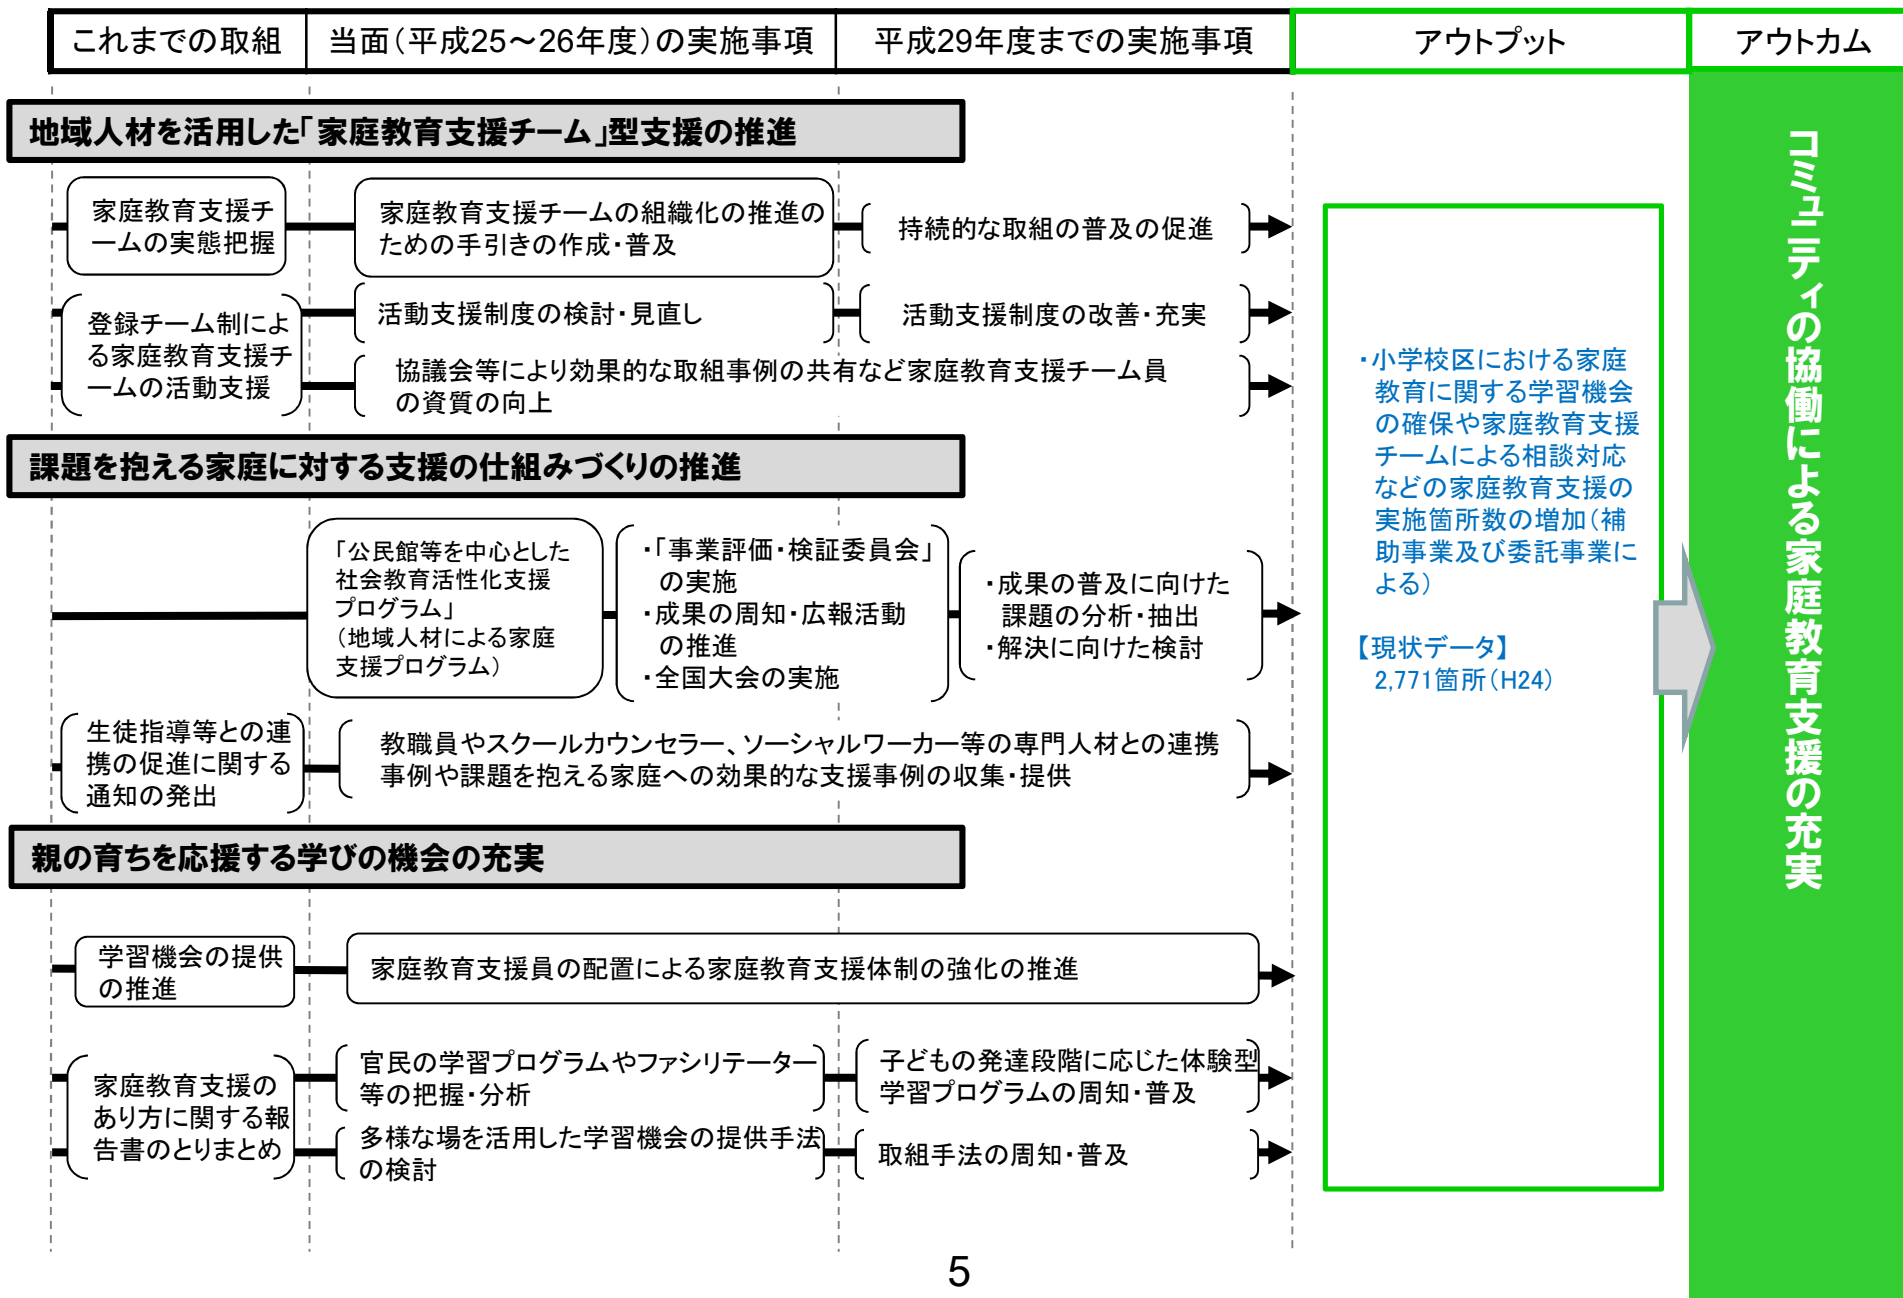 これまでの取組
当面(平成25～26年度)の実施事項
平成29年度までの実施事項
アウトプット
アウトカム
地域人材を活用した「家庭教育支援チーム」型支援の推進
家庭教育支援チ
ームの実態把握
家庭教育支援チームの組織化の推進の
ための手引きの作成・普及
持続的な取組の普及の促進
登録チーム制によ
る家庭教育支援チ
ームの活動支援
活動支援制度の検討・見直し
活動支援制度の改善・充実
協議会等により効果的な取組事例の共有など家庭教育支援チーム員
の資質の向上
課題を抱える家庭に対する支援の仕組みづくりの推進
「公民館等を中心とした
社会教育活性化支援
プログラム」
(地域人材による家庭
支援プログラム)
・「事業評価・検証委員会」
の実施
・成果の周知・広報活動
の推進
・全国大会の実施
・成果の普及に向けた
課題の分析・抽出
・解決に向けた検討
生徒指導等との連
携の促進に関する
通知の発出
教職員やスクールカウンセラー、ソーシャルワーカー等の専門人材との連携
事例や課題を抱える家庭への効果的な支援事例の収集・提供
親の育ちを応援する学びの機会の充実
学習機会の提供
の推進
家庭教育支援員の配置による家庭教育支援体制の強化の推進
家庭教育支援の
あり方に関する報
告書のとりまとめ
官民の学習プログラムやファシリテーター
等の把握・分析
子どもの発達段階に応じた体験型
学習プログラムの周知・普及
多様な場を活用した学習機会の提供手法
の検討
取組手法の周知・普及
・小学校区における家庭
教育に関する学習機会
の確保や家庭教育支援
チームによる相談対応
などの家庭教育支援の
実施箇所数の増加(補
助事業及び委託事業に
よる)
【現状データ】
2,771箇所(H24)
コミュニティの協働による家庭教育支援の充実
5